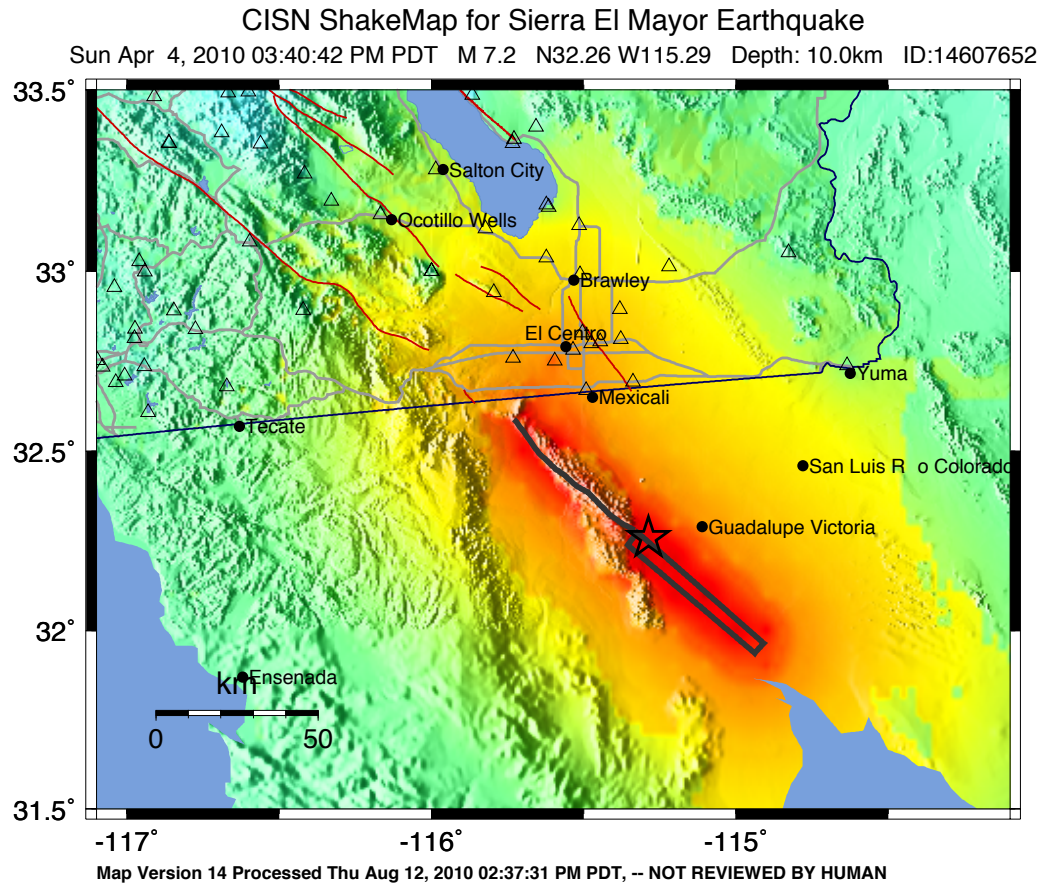 CISN ShakeMap for Sierra El Mayor Earthquake
Sun Apr 4, 2010 03:40:42 PM PDT M 7.2 N32.26 W115.29 Depth: 10.0km ID:14607652
33.5˚
Salton City
Ocotillo Wells
33˚
Brawley
El Centro
Yuma
Mexicali
Tecate
32.5˚
San Luis R o Colorado
Guadalupe Victoria
32˚
Ensenada
km
0 50
31.5˚
-117˚ -116˚ -115˚
Map Version 14 Processed Thu Aug 12, 2010 02:37:31 PM PDT, -- NOT REVIEWED BY HUMAN